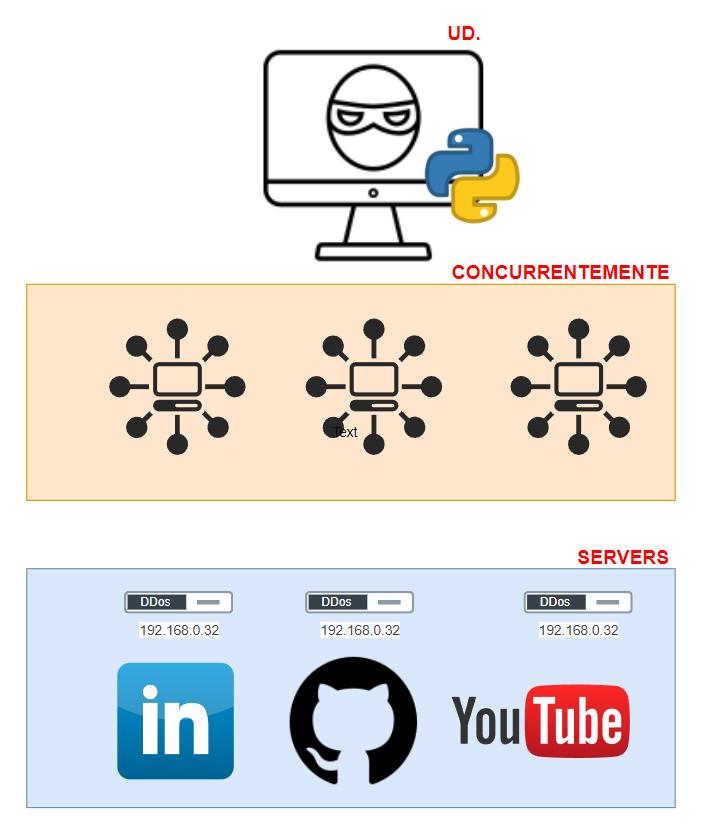 UD.
CONCURRENTEMENTE
Text
SERVERS
DDos
DDos
DDos
192.168.0.32
192.168.0.32
192.168.0.32
in
YouTube